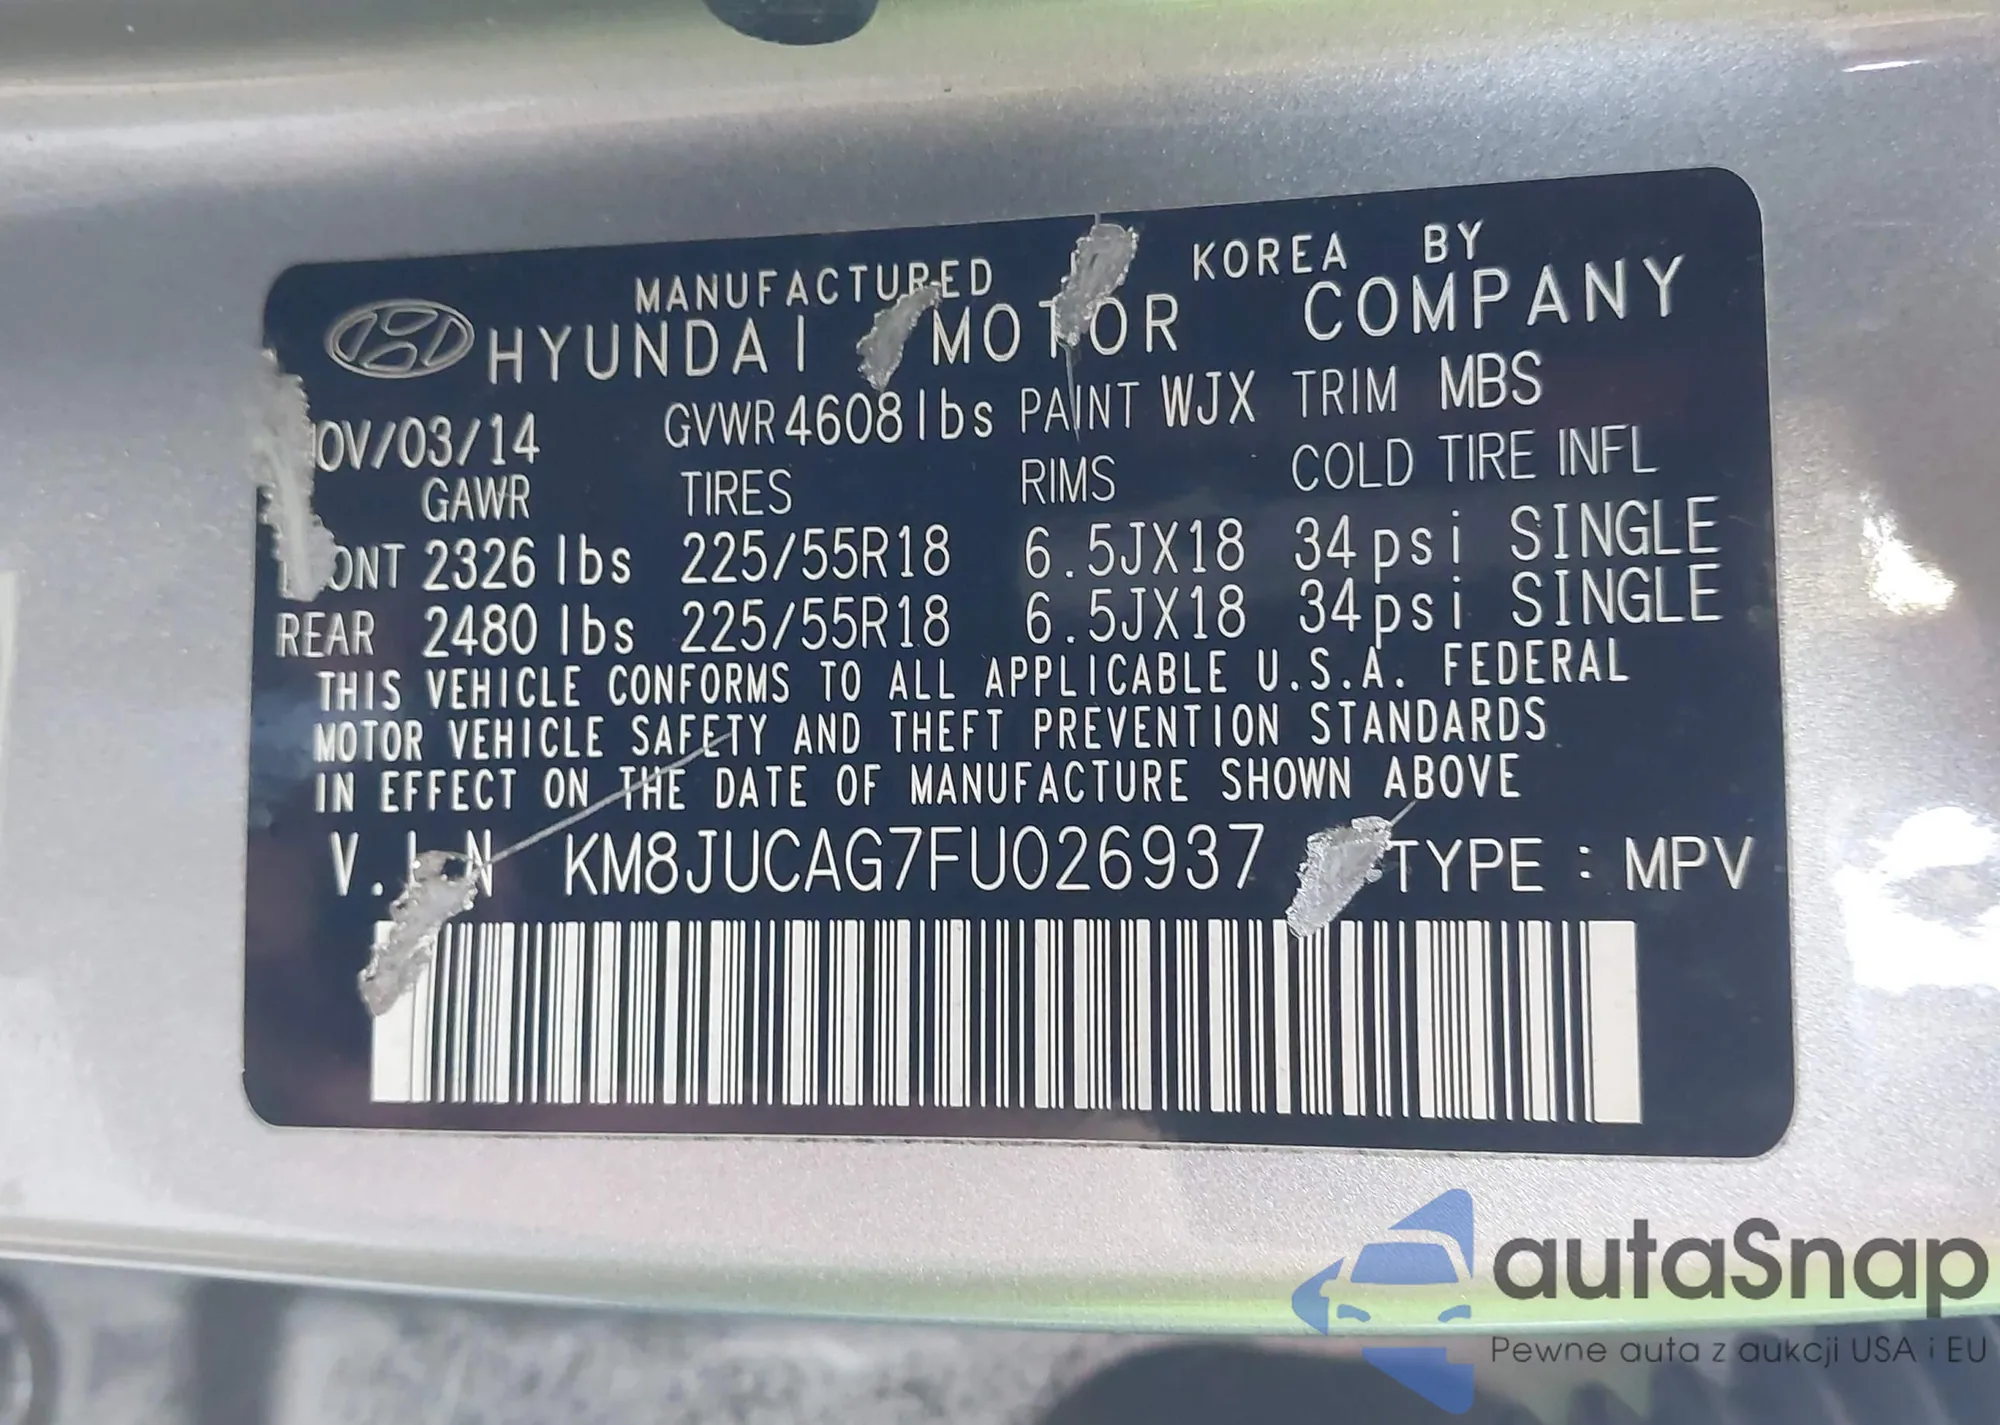 MANUFACTURED KOREA BY
HYUNDAI MOTOR COMPANY
NOV/03/14 GVWR 4608lbs PAINT WJX TRIM MBS
GAWR TIRES RIMS COLD TIRE INFL
FRONT 2326 lbs 225/55R18 6.5JX18 34psi SINGLE
REAR 2480 lbs 225/55R18 6.5JX18 34psi SINGLE
THIS VEHICLE CONFORMS TO ALL APPLICABLE U.S.A. FEDERAL
MOTOR VEHICLE SAFETY AND THEFT PREVENTION STANDARDS
IN EFFECT ON THE DATE OF MANUFACTURE SHOWN ABOVE
V.I.N KM8JUCAG7FU026937 TYPE : MPV
autaSnap
Pewne auta z aukcji USA i EU